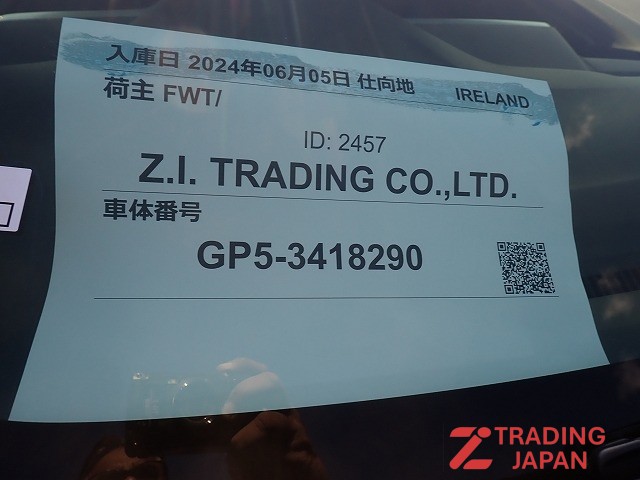 入庫日 2024年06月05日 仕向地 IRELAND
荷主 FWT/
ID: 2457
Z.I. TRADING CO.,LTD.
車体番号
GP5-3418290
TRADING
JAPAN